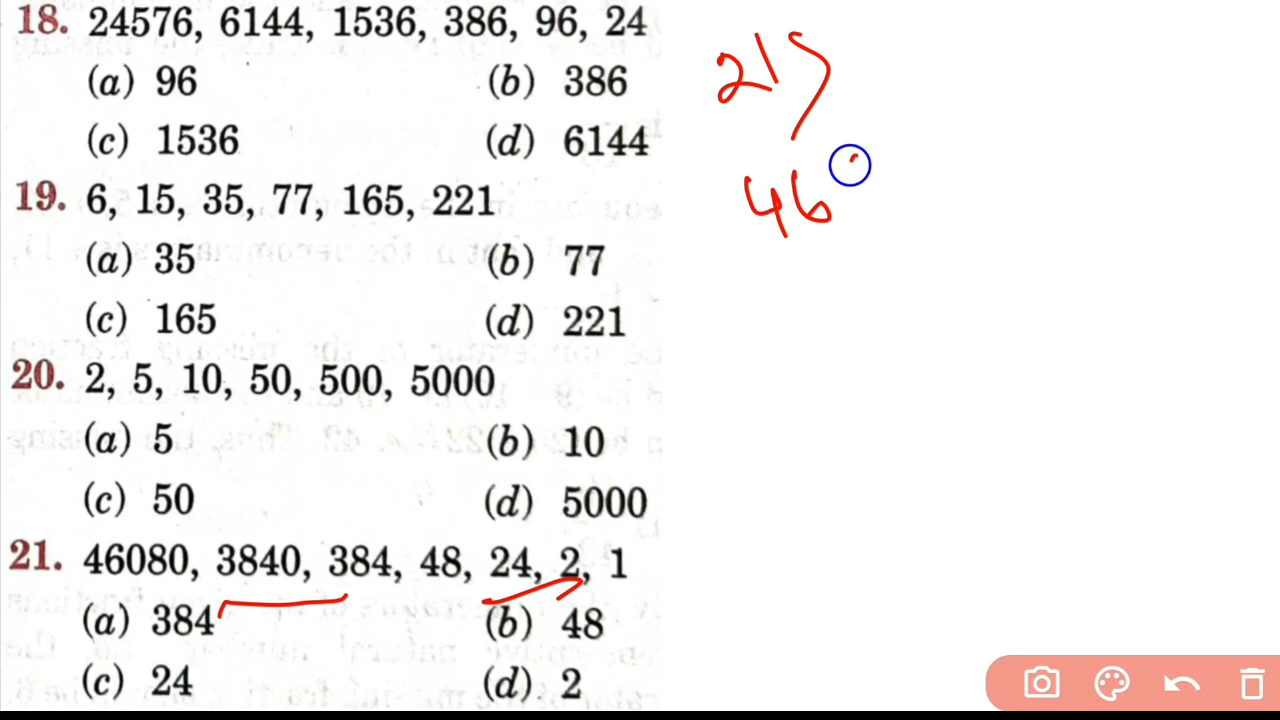 18. 24576, 6144, 1536, 386, 96, 24
(a) 96 (b) 386
(c) 1536 (d) 6144
19. 6, 15, 35, 77, 165, 221
(a) 35 (b) 77
(c) 165 (d) 221
20. 2, 5, 10, 50, 500, 5000
(a) 5 (b) 10
(c) 50 (d) 5000
21. 46080, 3840, 384, 48, 24, 2, 1
(a) 384 (b) 48
(c) 24 (d) 2
21)
46